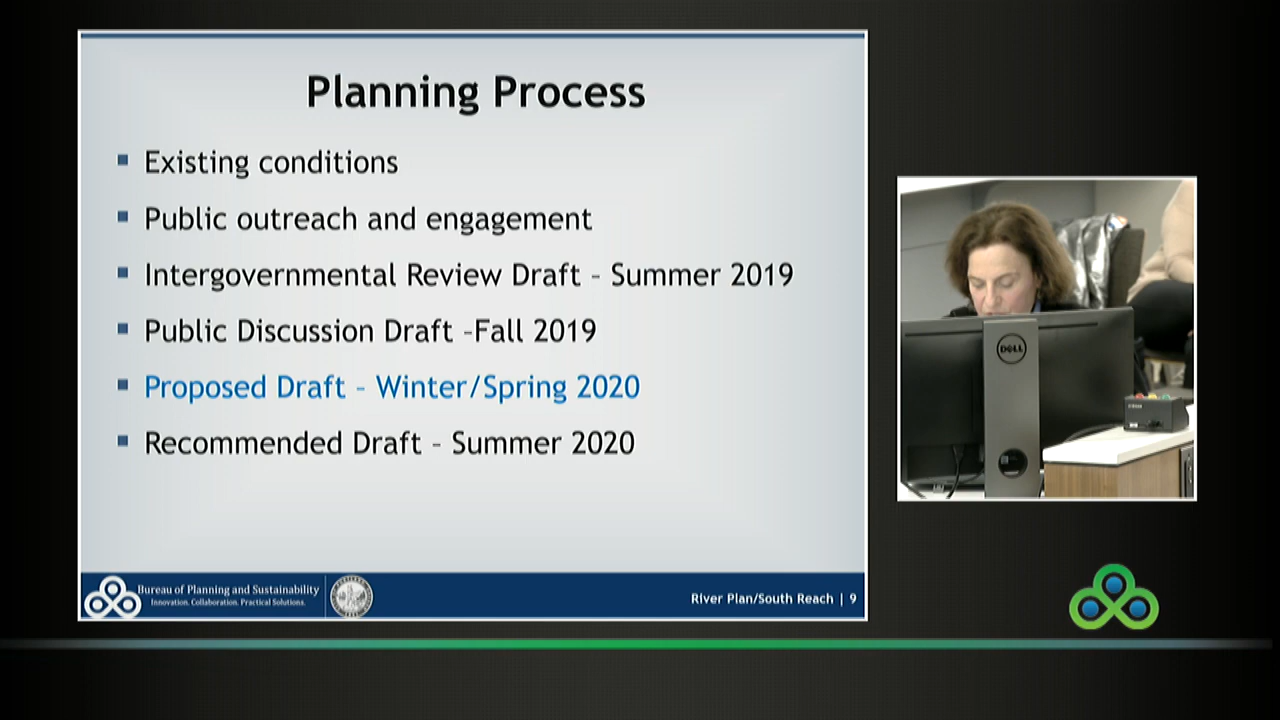 Planning Process
Existing conditions
Public outreach and engagement
Intergovernmental Review Draft – Summer 2019
Public Discussion Draft –Fall 2019
Proposed Draft – Winter/Spring 2020
Recommended Draft – Summer 2020
Bureau of Planning and Sustainability
Innovation. Collaboration. Practical Solutions.
River Plan/South Reach | 9
DELL